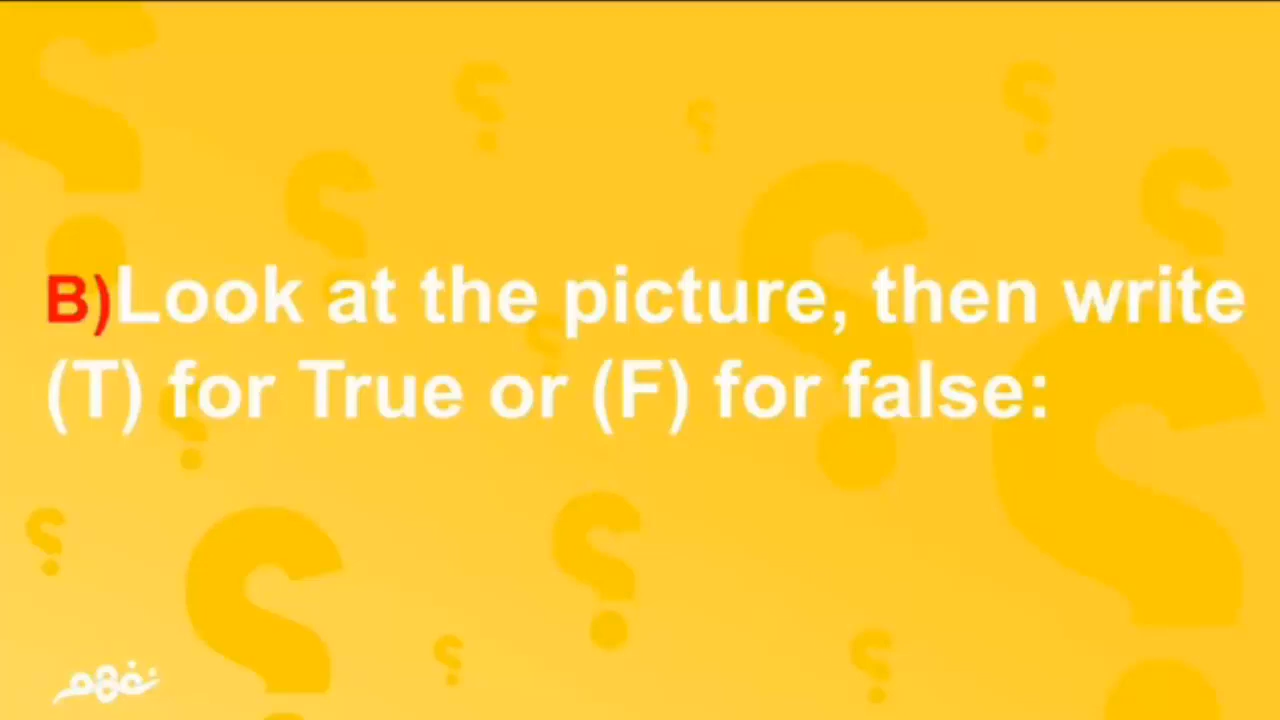 B)Look at the picture, then write
(T) for True or (F) for false:
نفهم